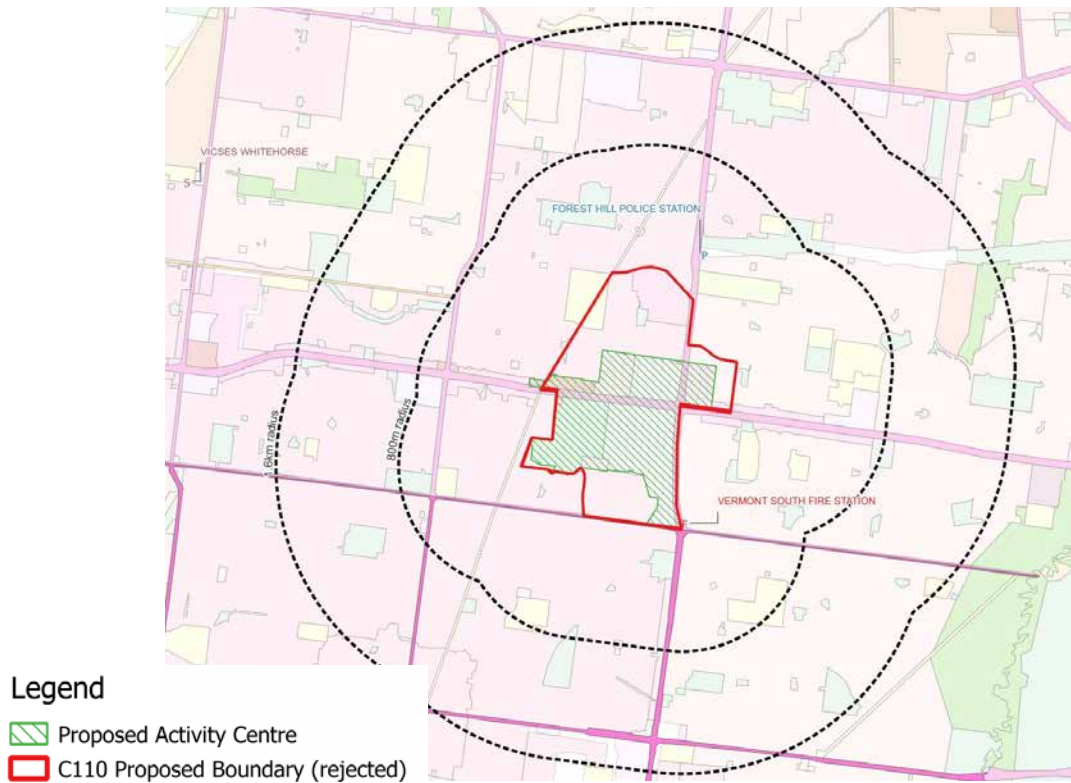 VICSES WHITEHORSE
S
FOREST HILL POLICE STATION
P
1.6km radius
800m radius
VERMONT SOUTH FIRE STATION
F
Legend
Proposed Activity Centre
C110 Proposed Boundary (rejected)